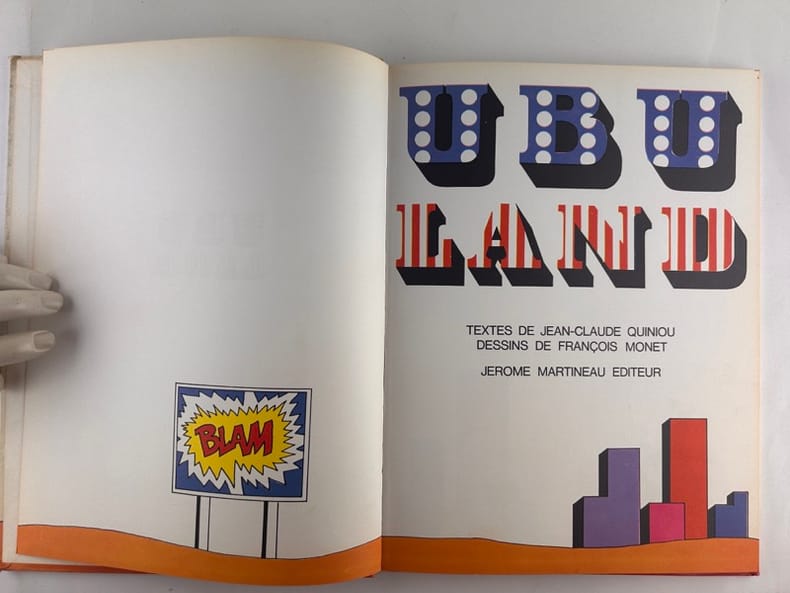 BLAM
UBU
LAND
TEXTES DE JEAN-CLAUDE QUINIOU
DESSINS DE FRANÇOIS MONET
JEROME MARTINEAU EDITEUR